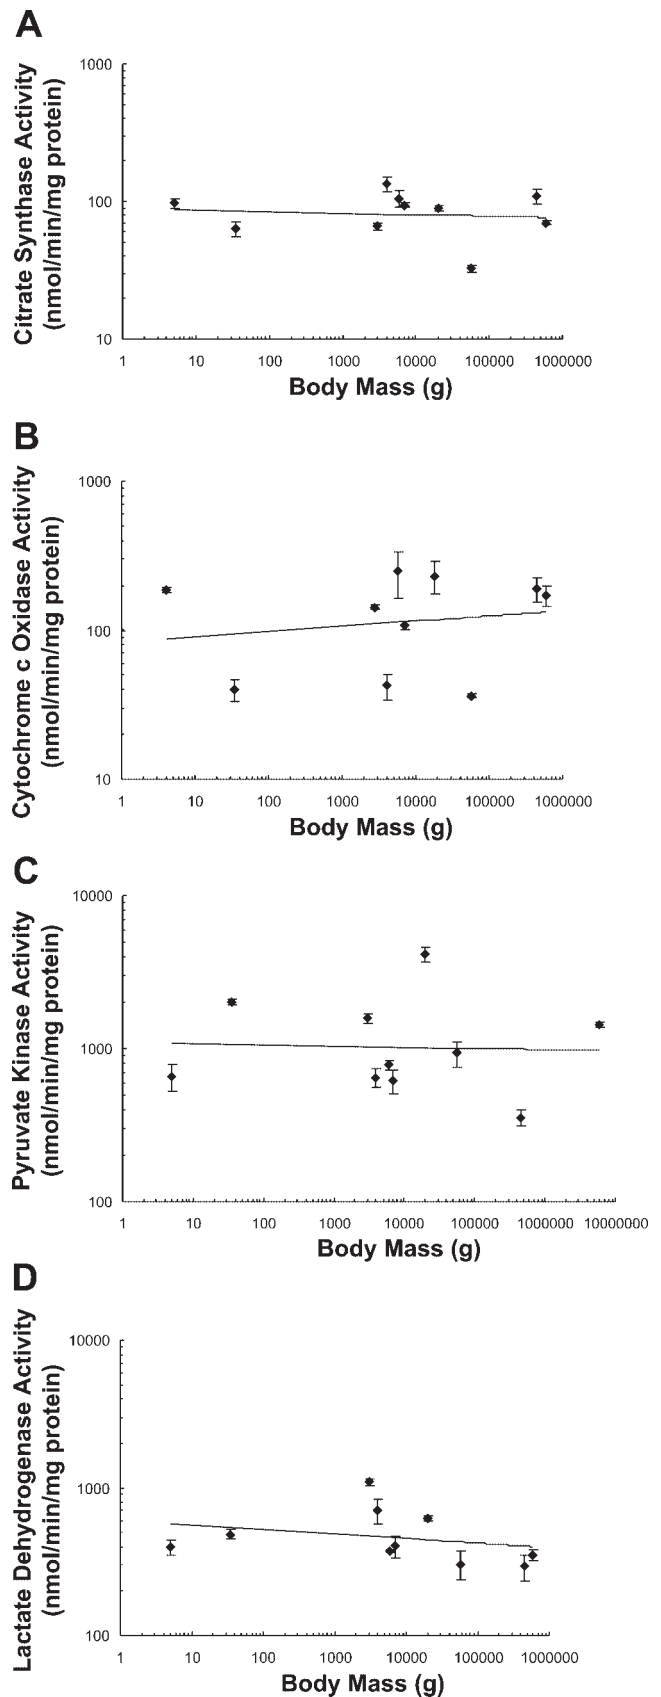 A
Citrate Synthase Activity
(nmol/min/mg protein)
1000
100
10
1 10 100 1000 10000 100000 1000000
Body Mass (g)
B
Cytochrome c Oxidase Activity
(nmol/min/mg protein)
1000
100
10
1 10 100 1000 10000 100000 1000000
Body Mass (g)
C
Pyruvate Kinase Activity
(nmol/min/mg protein)
10000
1000
100
1 10 100 1000 10000 100000 1000000 10000000
Body Mass (g)
D
Lactate Dehydrogenase Activity
(nmol/min/mg protein)
10000
1000
100
1 10 100 1000 10000 100000 1000000
Body Mass (g)